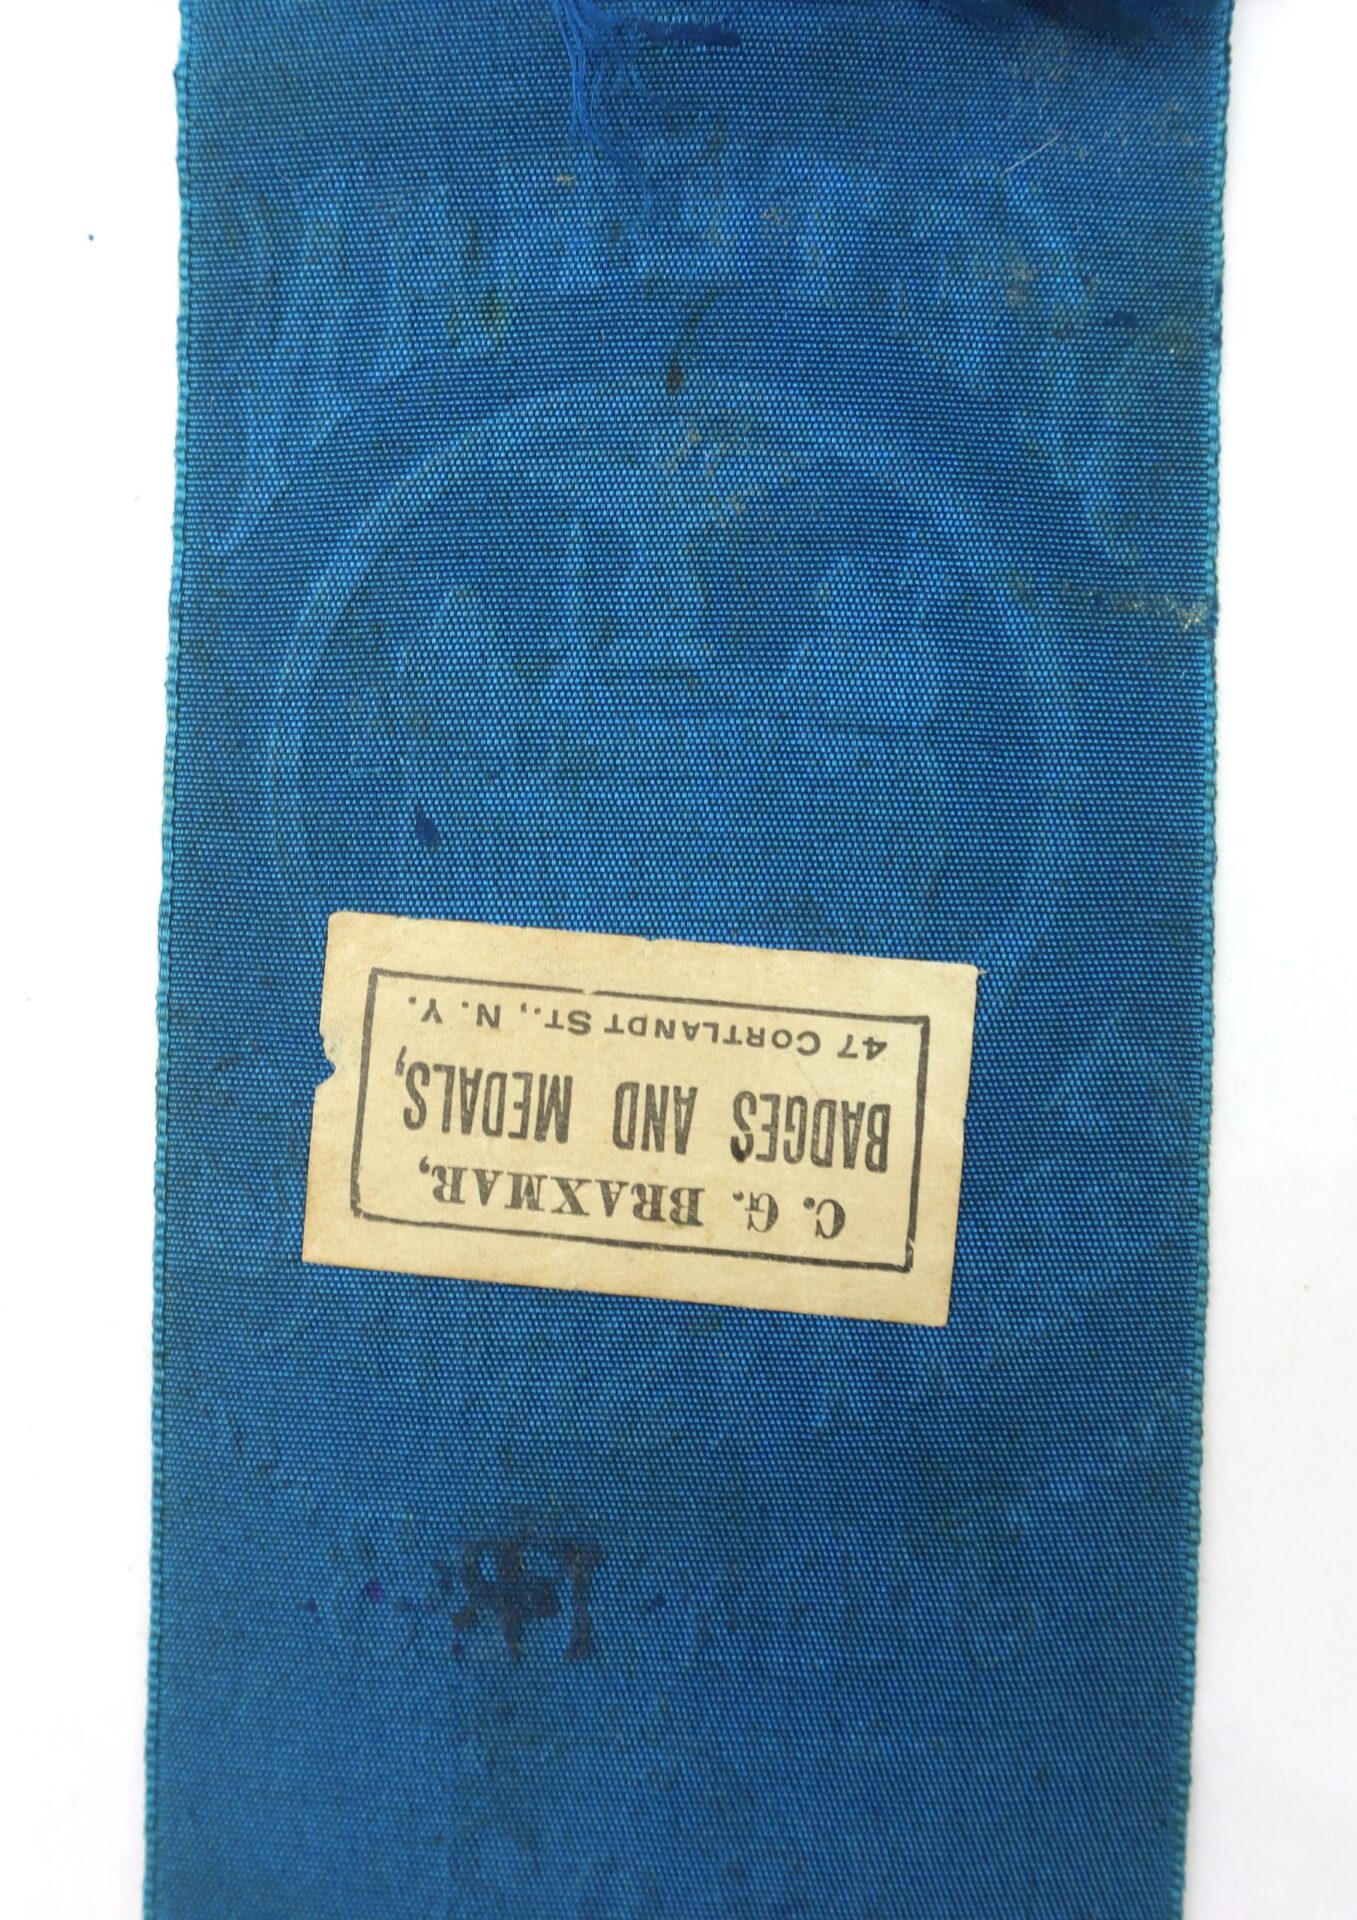 C. G. BRAXMAR,
BADGES AND MEDALS,
47 CORTLANDT ST., N. Y.